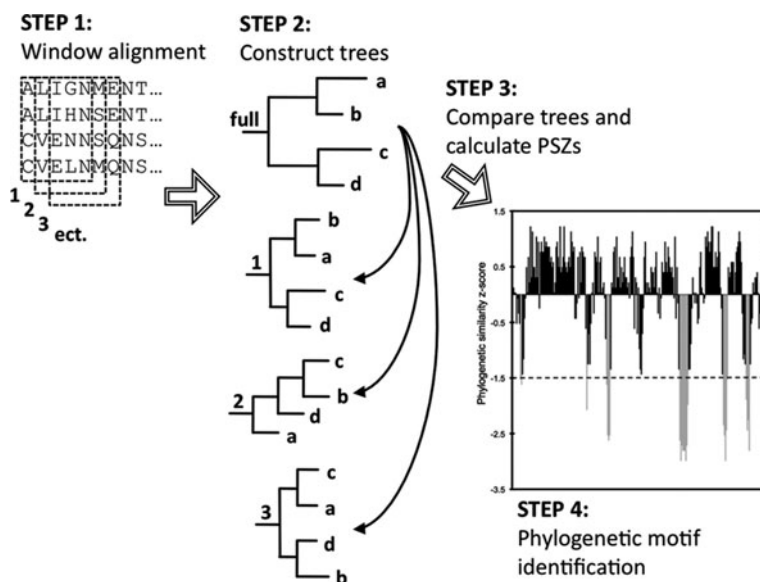 STEP 1:
Window alignment
ALIGNMENT...
ALIHNSENT...
CVENNSQNS...
CVELNMQNS...
1
2
3
ect.
STEP 2:
Construct trees
full
a
b
c
d
1
b
a
c
d
2
c
b
d
a
3
c
a
d
b
STEP 3:
Compare trees and
calculate PSZs
Phylogenetic similarity z-score
1.5
0.5
-0.5
-1.5
-2.5
-3.5
STEP 4:
Phylogenetic motif
identification